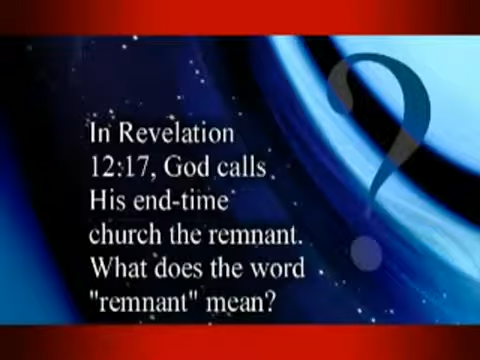 In Revelation
12:17, God calls
His end-time
church the remnant.
What does the word
"remnant" mean?
?